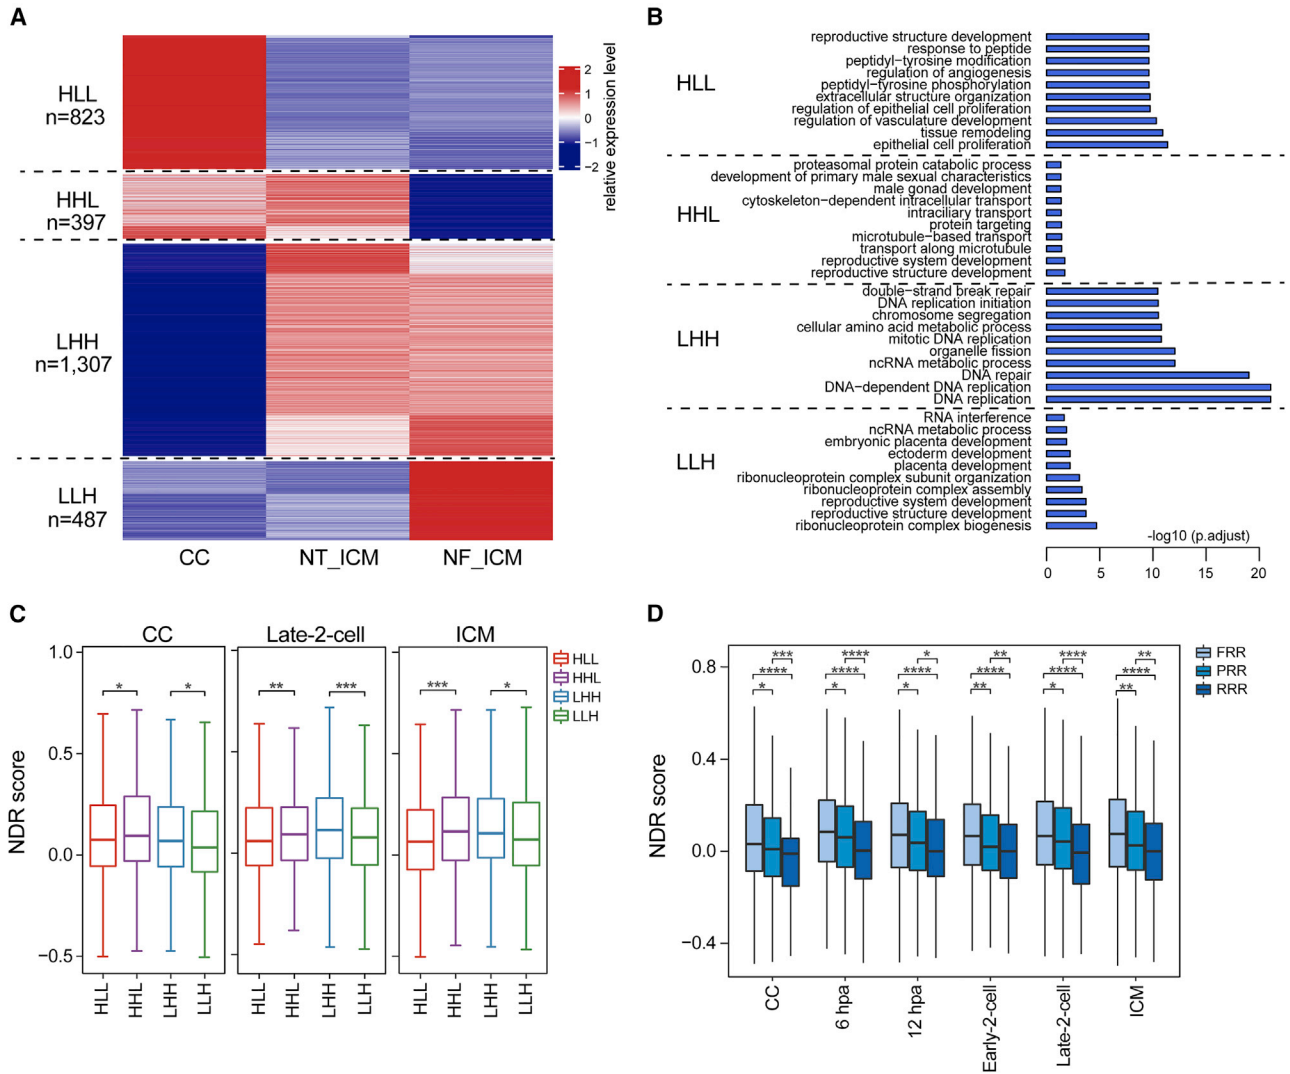 A
HLL
n=823
HHL
n=397
LHH
n=1,307
LLH
n=487
CC
NT_ICM
NF_ICM
2
1
0
−1
−2
relative expression level
B
HLL
reproductive structure development
response to peptide
peptidyl−tyrosine modification
regulation of angiogenesis
peptidyl−tyrosine phosphorylation
extracellular structure organization
regulation of epithelial cell proliferation
regulation of vasculature development
tissue remodeling
epithelial cell proliferation
HHL
proteasomal protein catabolic process
development of primary male sexual characteristics
male gonad development
cytoskeleton−dependent intracellular transport
intraciliary transport
protein targeting
microtubule−based transport
transport along microtubule
reproductive system development
reproductive structure development
LHH
double−strand break repair
DNA replication initiation
chromosome segregation
cellular amino acid metabolic process
mitotic DNA replication
organelle fission
ncRNA metabolic process
DNA repair
DNA−dependent DNA replication
DNA replication
LLH
RNA interference
ncRNA metabolic process
embryonic placenta development
ectoderm development
placenta development
ribonucleoprotein complex subunit organization
ribonucleoprotein complex assembly
reproductive system development
reproductive structure development
ribonucleoprotein complex biogenesis
-log10 (p.adjust)
0 5 10 15 20
C
CC
Late-2-cell
ICM
NDR score
1.0
0.5
0.0
−0.5
* *
** ***
*** *
HLL
HHL
LHH
LLH
HLL HHL LHH LLH
HLL HHL LHH LLH
HLL HHL LHH LLH
D
NDR score
0.8
0.4
0.0
−0.4
*** **** * ** **** **
**** **** **** **** **** ****
* * * ** * **
FRR
PRR
RRR
CC
6 hpa
12 hpa
Early-2-cell
Late-2-cell
ICM